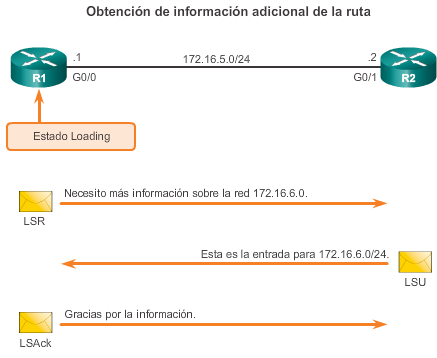 Obtención de información adicional de la ruta
.1
172.16.5.0/24
.2
R1
G0/0
G0/1
R2
Estado Loading
Necesito más información sobre la red 172.16.6.0.
LSR
Esta es la entrada para 172.16.6.0/24.
LSU
Gracias por la información.
LSAck